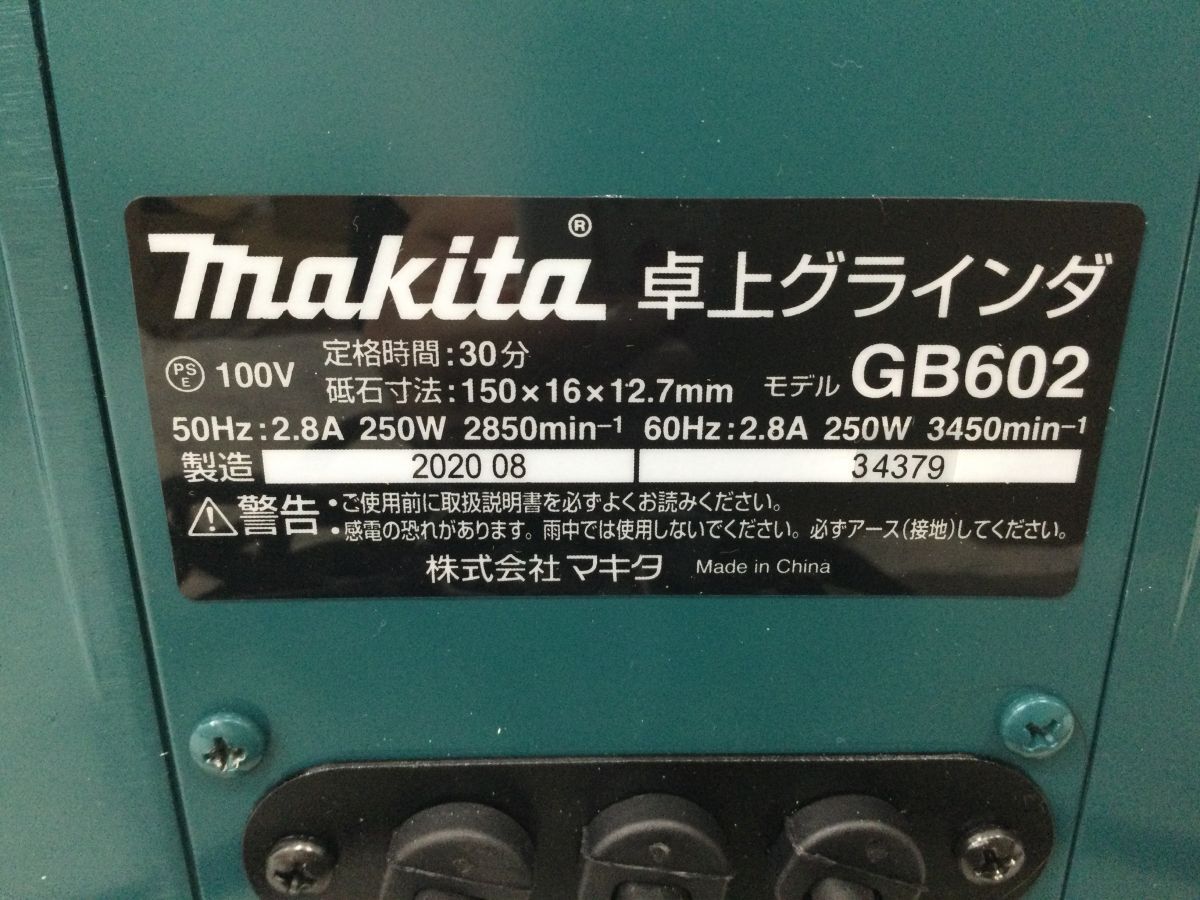 makita® 卓上グラインダ
PSE 100V 定格時間:30分
砥石寸法:150×16×12.7mm モデル GB602
50Hz:2.8A 250W 2850min⁻¹ 60Hz:2.8A 250W 3450min⁻¹
製造 2020 08 34379
⚠警告 ・ご使用前に取扱説明書を必ずよくお読みください。
・感電の恐れがあります。雨中では使用しないでください。必ずアース(接地)してください。
株式会社 マキタ Made in China